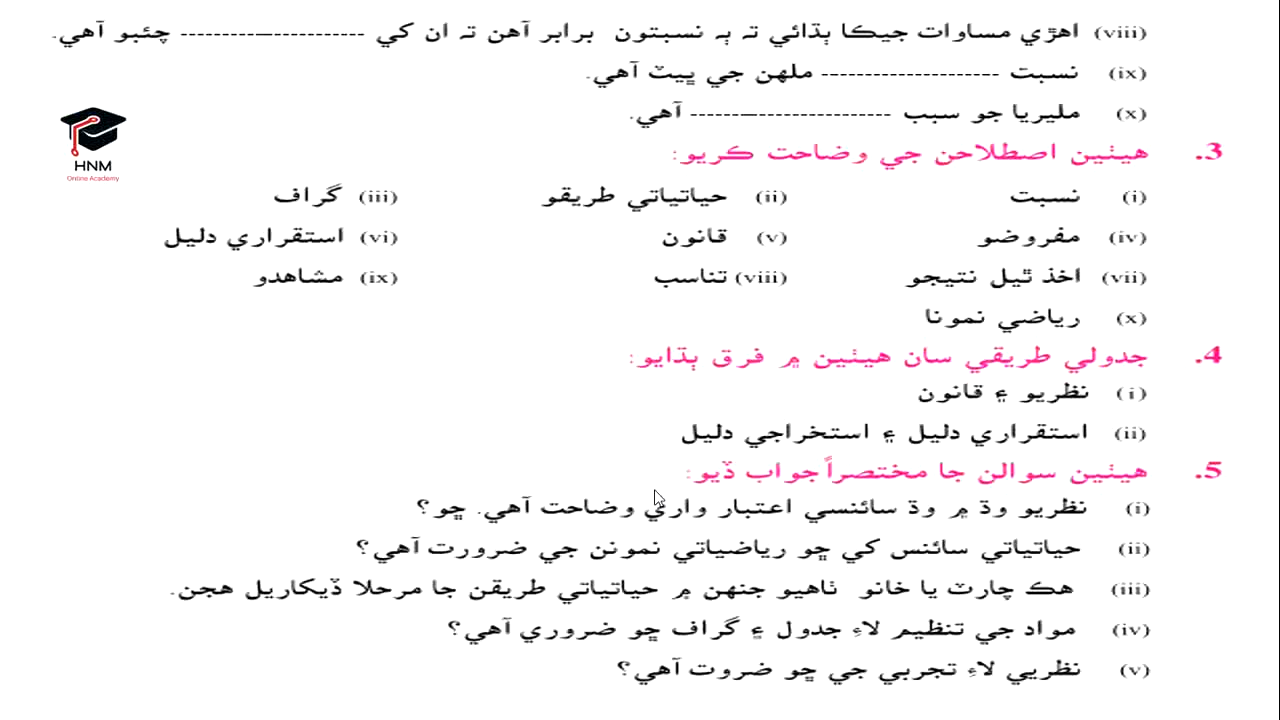 (viii) اهڙي مساوات جيڪا ٻڌائي ته ٻه نسبتون برابر آهن ته ان کي ---------------------- چئبو آهي.
(ix) نسبت --------------------- ملهن جي ڀيٽ آهي.
(x) مليريا جو سبب ----------------------- آهي.
HNM
Online Academy
3. هيٺين اصطلاحن جي وضاحت ڪريو:
(i) نسبت (ii) حياتياتي طريقو (iii) گراف
(iv) مفروضو (v) قانون (vi) استقراري دليل
(vii) اخذ ٿيل نتيجو (viii) تناسب (ix) مشاهدو
(x) رياضي نمونا
4. جدولي طريقي سان هيٺين ۾ فرق ٻڌايو:
(i) نظريو ۽ قانون
(ii) استقراري دليل ۽ استخراجي دليل
5. هيٺين سوالن جا مختصراً جواب ڏيو:
(i) نظريو وڌ ۾ وڌ سائنسي اعتبار واري وضاحت آهي. ڇو؟
(ii) حياتياتي سائنس کي ڇو رياضياتي نمونن جي ضرورت آهي؟
(iii) هڪ چارٽ يا خانو ٺاهيو جنهن ۾ حياتياتي طريقن جا مرحلا ڏيکاريل هجن.
(iv) مواد جي تنظيم لاءِ جدول ۽ گراف ڇو ضروري آهي؟
(v) نظريي لاءِ تجربي جي ڇو ضروت آهي؟